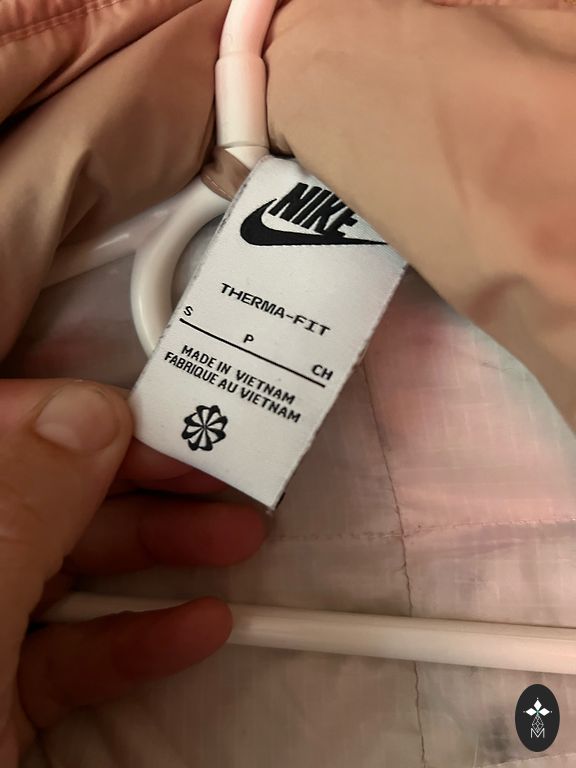 NIKE
THERMA-FIT
S P CH
MADE IN VIETNAM
FABRIQUE AU VIETNAM
M